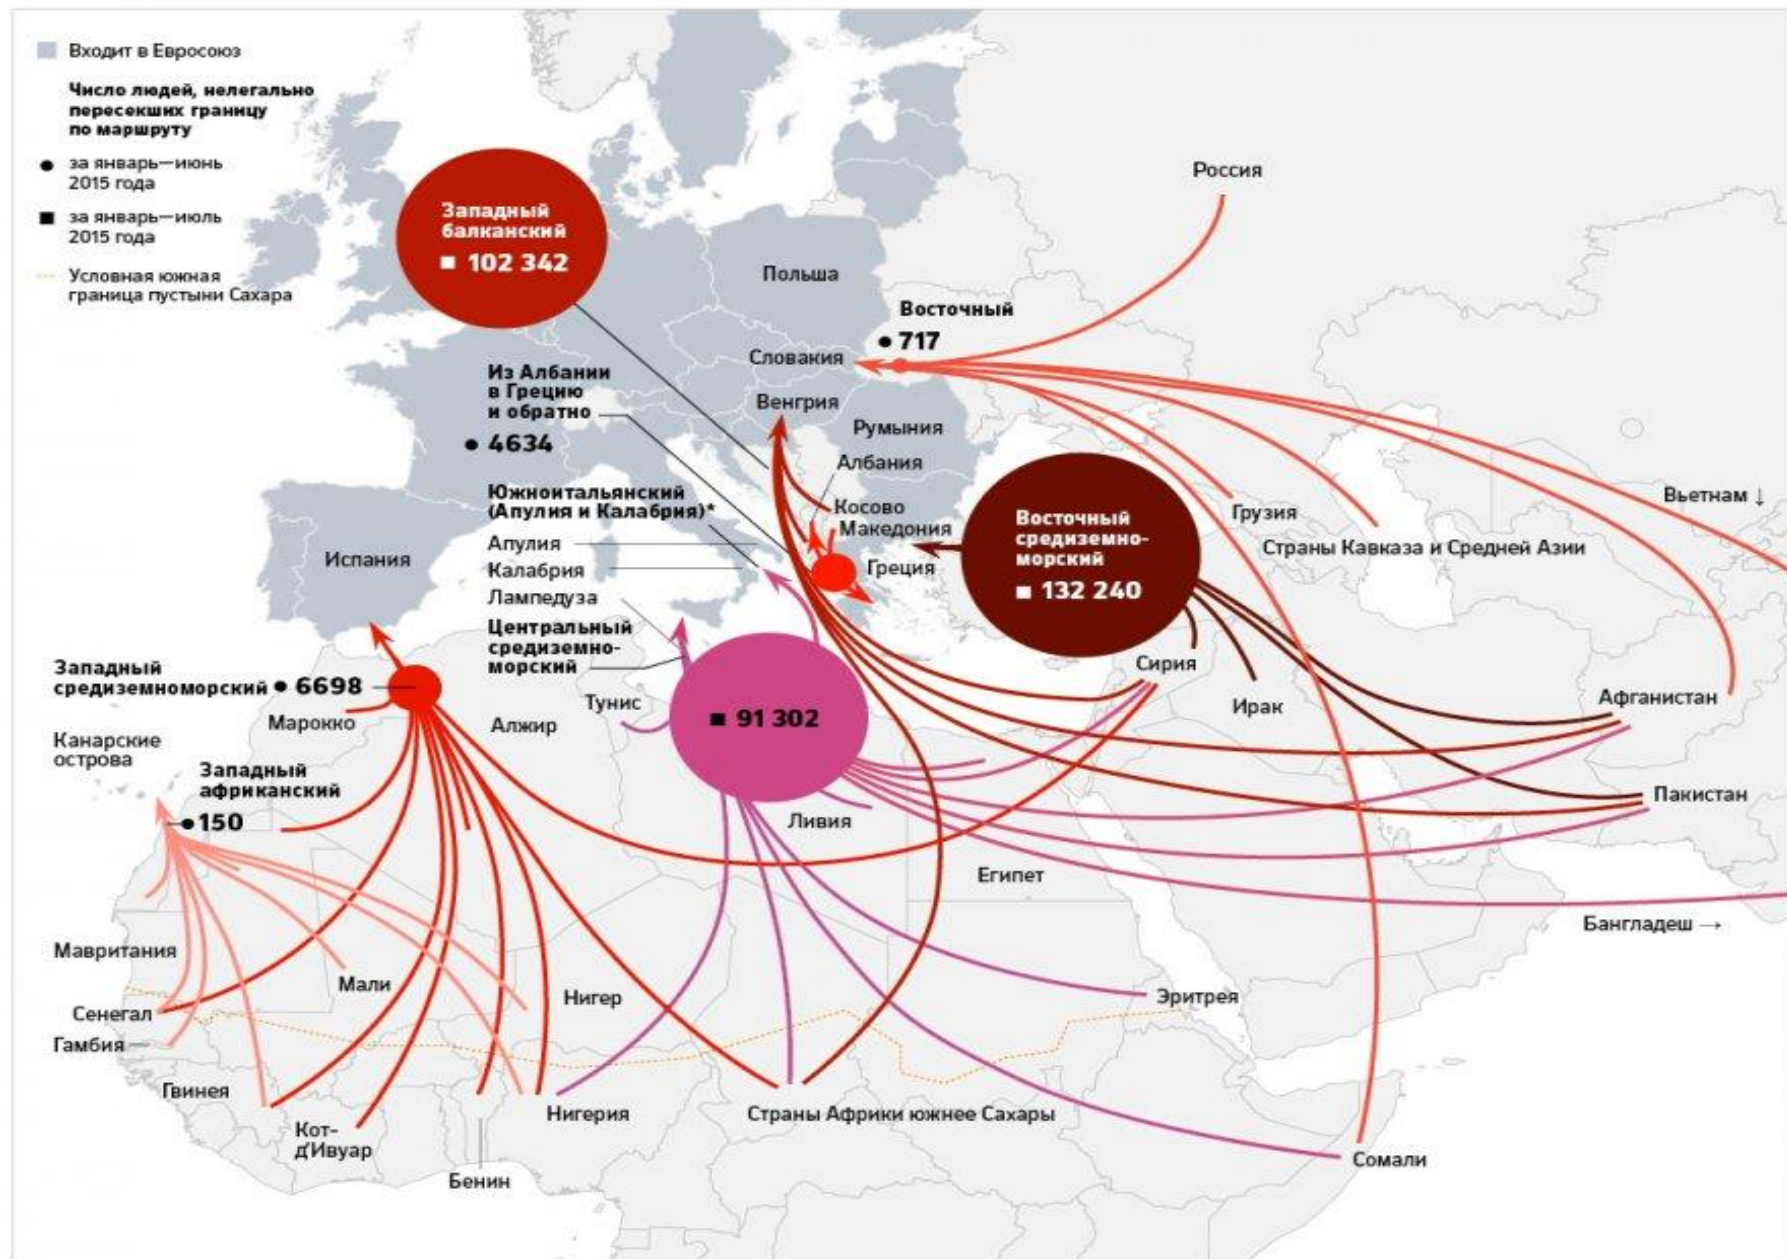 Входит в Евросоюз
Число людей, нелегально
пересекших границу
по маршруту
за январь—июнь
2015 года
за январь—июль
2015 года
Условная южная
граница пустыни Сахара
Западный
балканский
102 342
Россия
Польша
Восточный
717
Словакия
Из Албании
в Грецию
и обратно
4634
Венгрия
Румыния
Албания
Южноитальянский
(Апулия и Калабрия)*
Косово
Македония
Восточный
средиземно-
морский
132 240
Вьетнам ↓
Грузия
Страны Кавказа и Средней Азии
Испания
Апулия
Калабрия
Греция
Лампедуза
Центральный
средиземно-
морский
91 302
Западный
средиземноморский
6698
Сирия
Ирак
Афганистан
Марокко
Алжир
Тунис
Канарские
острова
Западный
африканский
150
Ливия
Пакистан
Египет
Бангладеш →
Мавритания
Мали
Нигер
Эритрея
Сенегал
Гамбия
Гвинея
Нигерия
Страны Африки южнее Сахары
Кот-
д'Ивуар
Бенин
Сомали